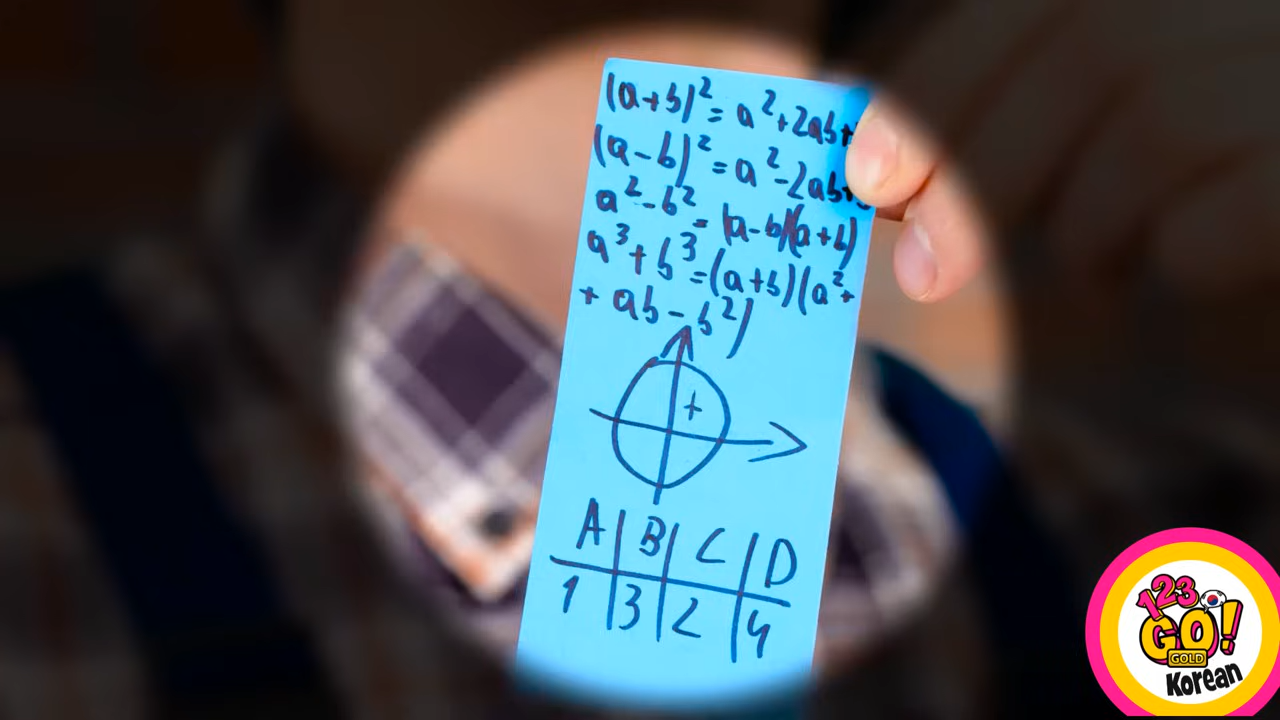 (a+b)² = a²+2ab+
(a-b)² = a²-2ab+
a²-b² = (a-b)(a+b)
a³+b³=(a+b)(a²+
+ ab-b²)
+
A B C D
1 3 2 4
123
GO!
GOLD
Korean